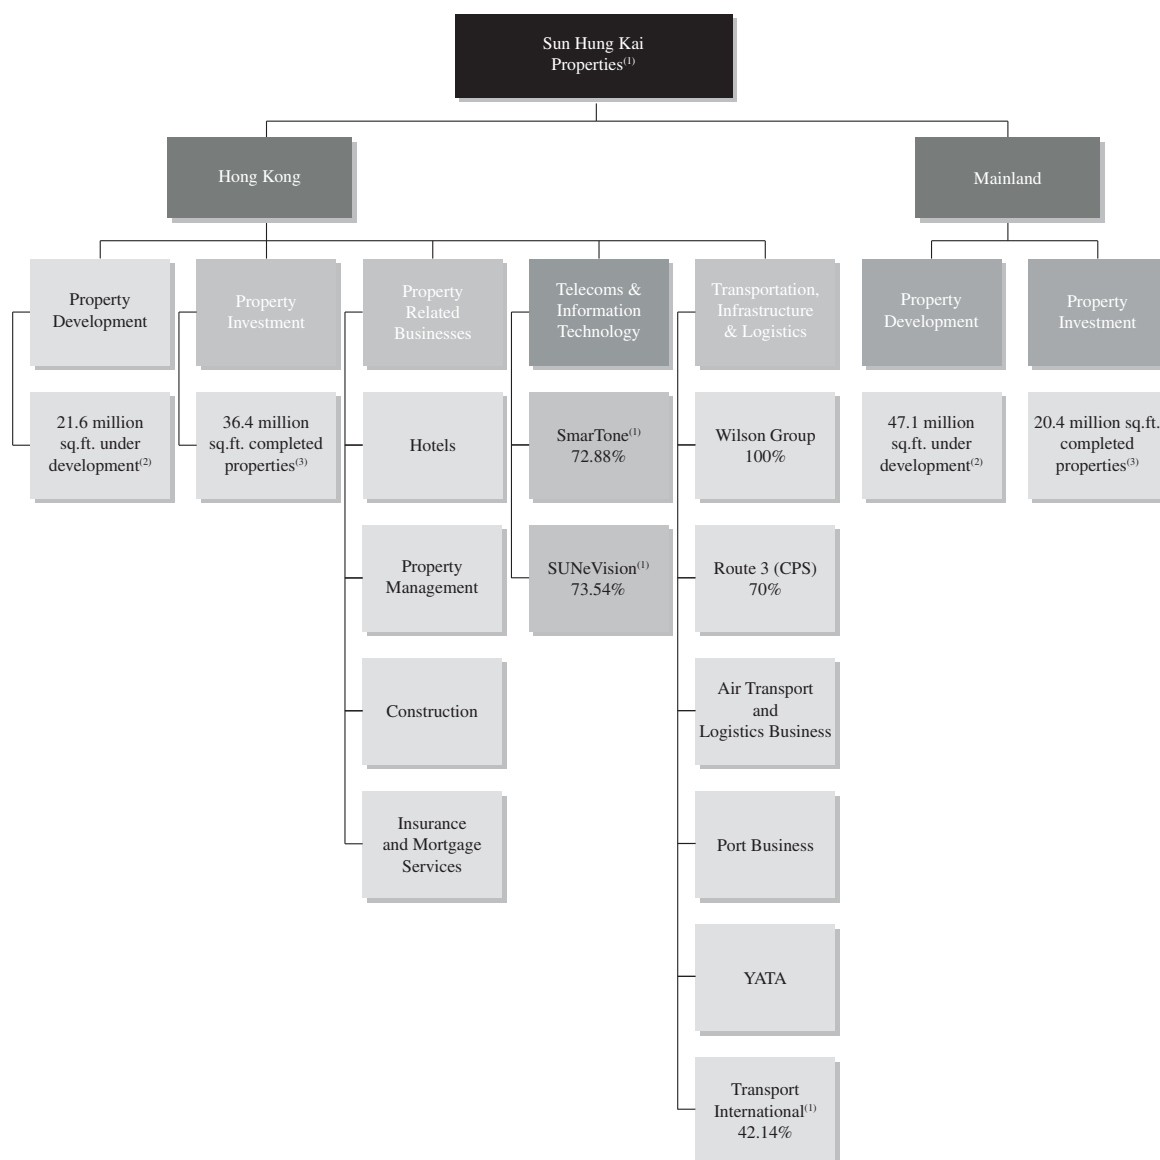 Sun Hung Kai
Properties(1)
Hong Kong
Mainland
Property
Development
Property
Investment
Property
Related
Businesses
Telecoms &
Information
Technology
Transportation,
Infrastructure
& Logistics
Property
Development
Property
Investment
21.6 million
sq.ft. under
development(2)
36.4 million
sq.ft. completed
properties(3)
Hotels
SmarTone(1)
72.88%
Wilson Group
100%
47.1 million
sq.ft. under
development(2)
20.4 million sq.ft.
completed
properties(3)
Property
Management
SUNeVision(1)
73.54%
Route 3 (CPS)
70%
Construction
Air Transport
and
Logistics Business
Insurance
and Mortgage
Services
Port Business
YATA
Transport
International(1)
42.14%